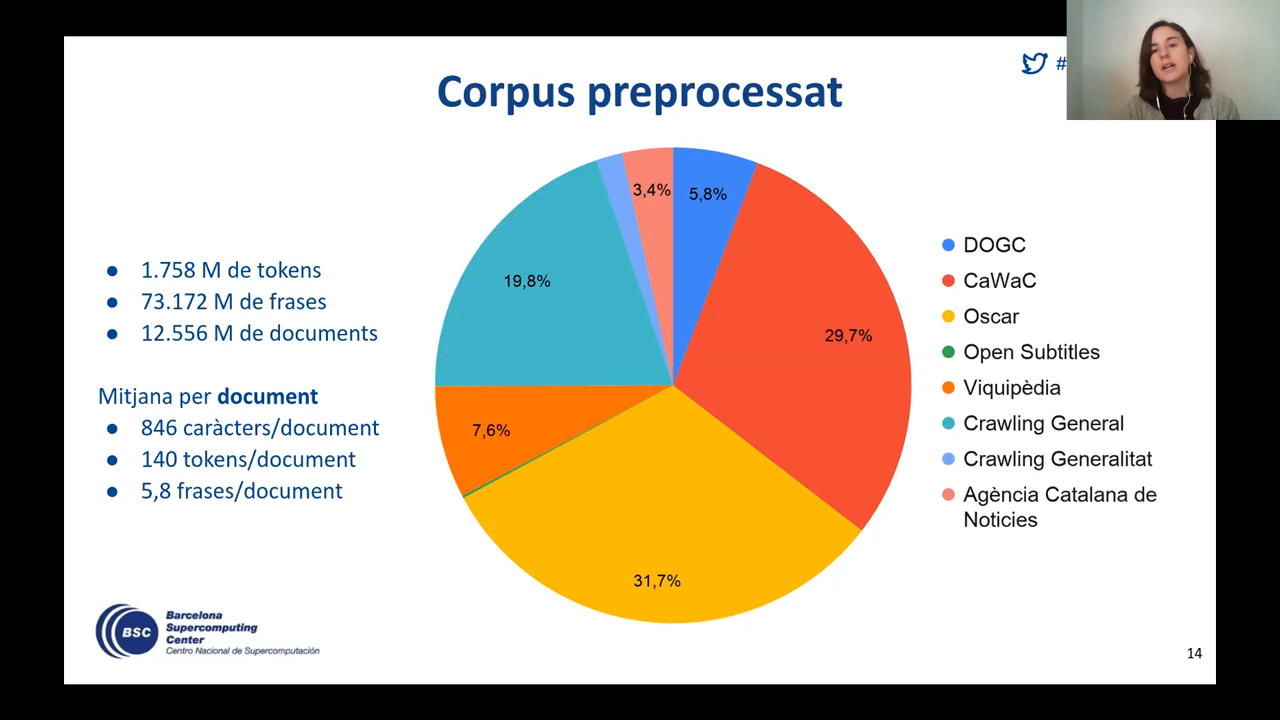 #
Corpus preprocessat
1.758 M de tokens
73.172 M de frases
12.556 M de documents
Mitjana per document
846 caràcters/document
140 tokens/document
5,8 frases/document
3,4%
5,8%
19,8%
29,7%
7,6%
31,7%
DOGC
CaWaC
Oscar
Open Subtitles
Viquipèdia
Crawling General
Crawling Generalitat
Agència Catalana de
Noticies
BSC
Barcelona
Supercomputing
Center
Centro Nacional de Supercomputación
14